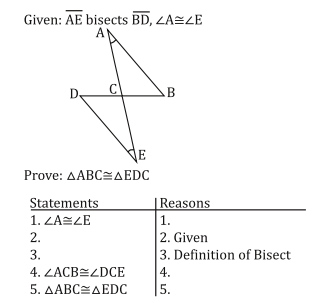 Given: AE bisects BD, ∠A≅∠E
A
D
C
B
E
Prove: △ABC≅△EDC
Statements Reasons
1. ∠A≅∠E 1.
2. 2. Given
3. 3. Definition of Bisect
4. ∠ACB≅∠DCE 4.
5. △ABC≅△EDC 5.